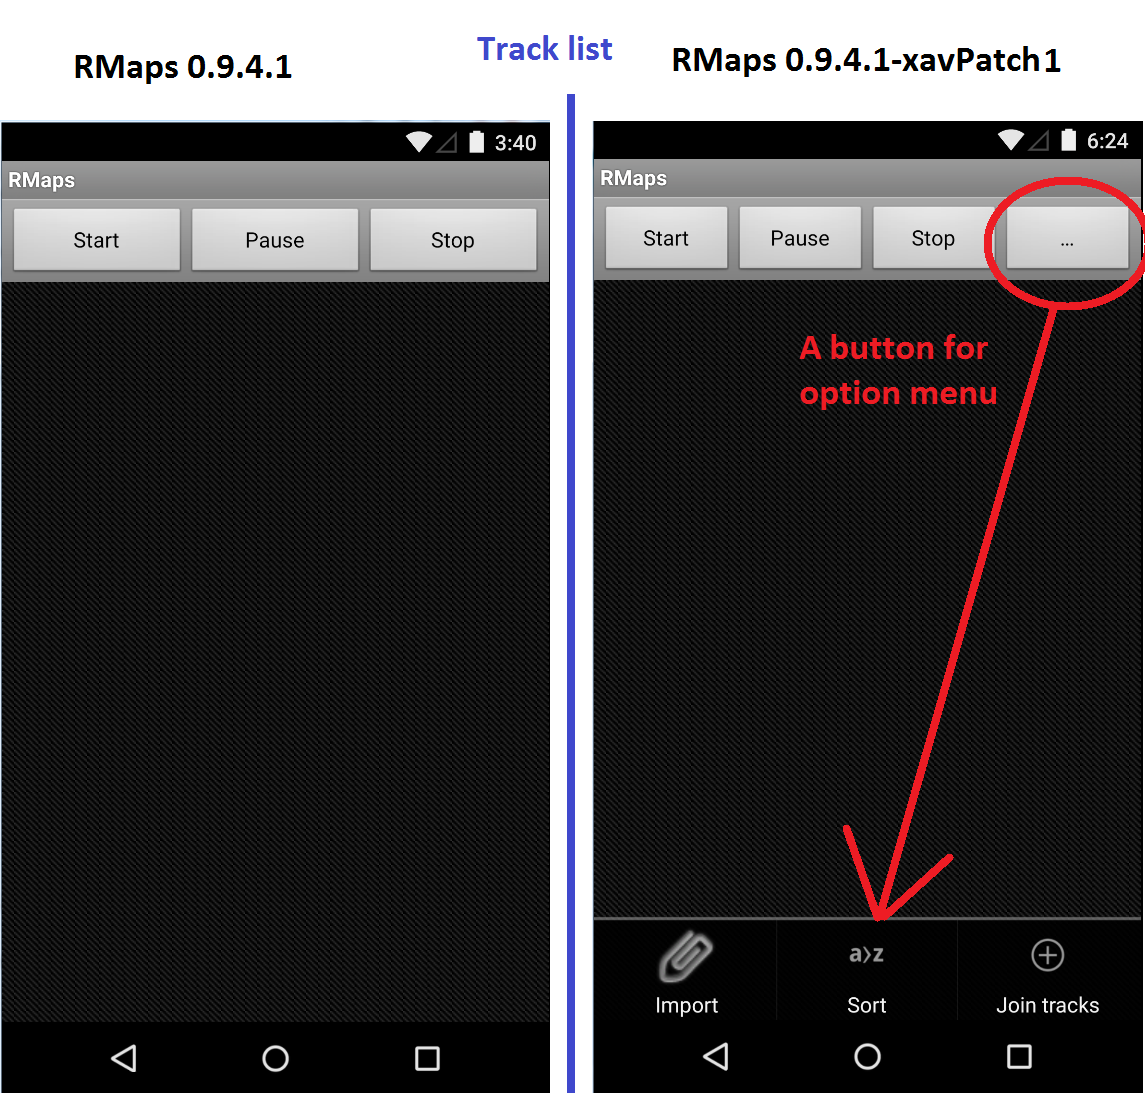 Track list
RMaps 0.9.4.1
3:40
RMaps
Start Pause Stop
RMaps 0.9.4.1-xavPatch1
6:24
RMaps
Start Pause Stop ...
A button for
option menu
a>z
Import Sort Join tracks